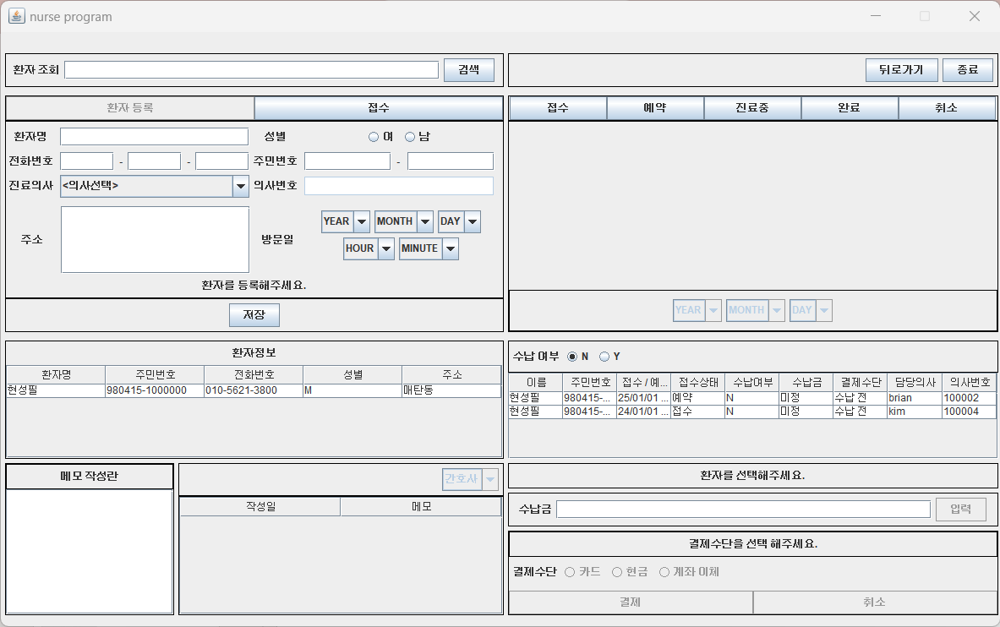 nurse program
환자 조회 검색
뒤로가기 종료
환자 등록 접수
환자명 성별 여 남
전화번호 - - 주민번호 -
진료의사 <의사선택> 의사번호
주소 방문일 YEAR MONTH DAY
HOUR MINUTE
환자를 등록해주세요.
저장
접수 예약 진료중 완료 취소
YEAR MONTH DAY
환자정보
환자명 주민번호 전화번호 성별 주소
현성필 980415-1000000 010-5621-3800 M 매탄동
수납 여부 N Y
이름 주민번호 접수 / 예... 접수상태 수납여부 수납금 결제수단 담당의사 의사번호
현성필 980415-... 25/01/01 ... 예약 N 미정 수납 전 brian 100002
현성필 980415-... 24/01/01 ... 접수 N 미정 수납 전 kim 100004
메모 작성란
간호사
작성일 메모
환자를 선택해주세요.
수납금 입력
결제수단을 선택 해주세요.
결제수단 카드 현금 계좌 이체
결제 취소